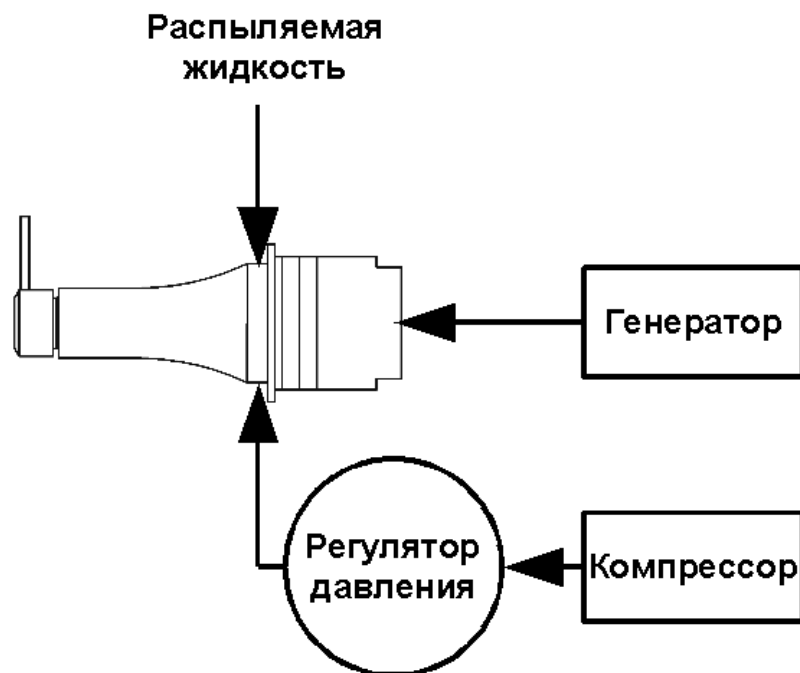 Распыляемая
жидкость
Генератор
Регулятор
давления
Компрессор